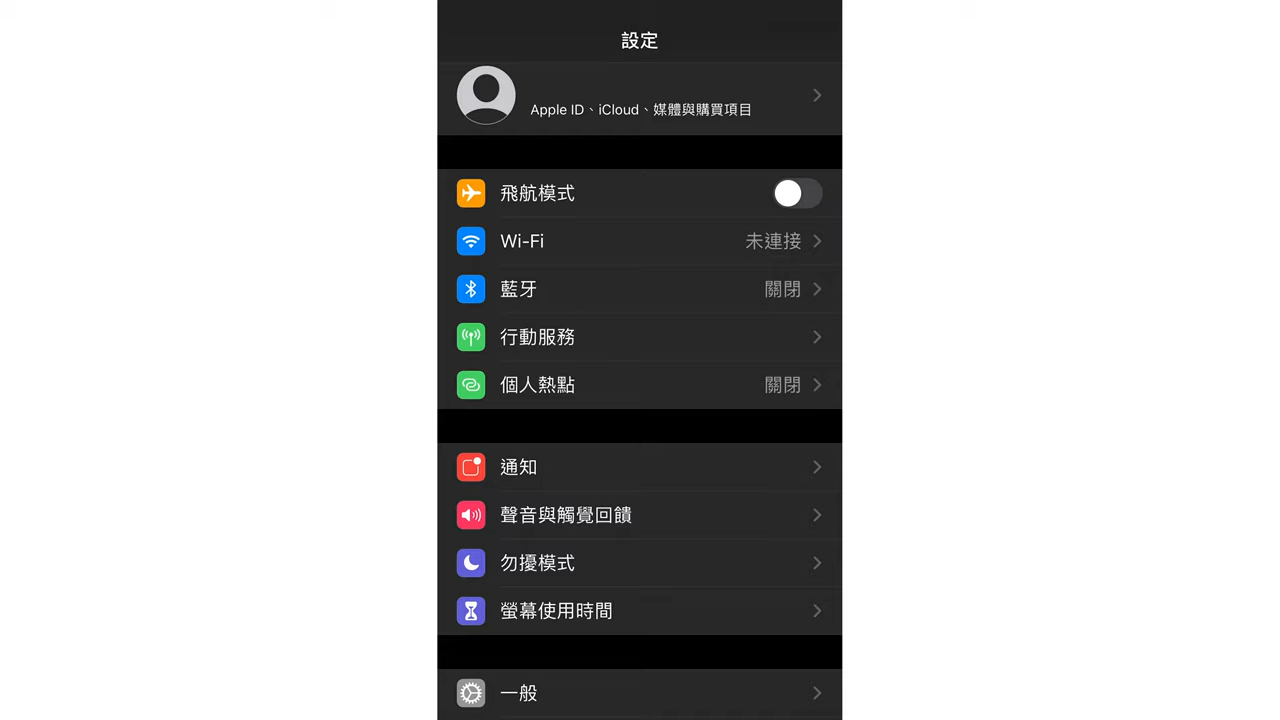 設定
Apple ID、iCloud、媒體與購買項目
飛航模式
Wi-Fi 未連接
藍牙 關閉
行動服務
個人熱點 關閉
通知
聲音與觸覺回饋
勿擾模式
螢幕使用時間
一般